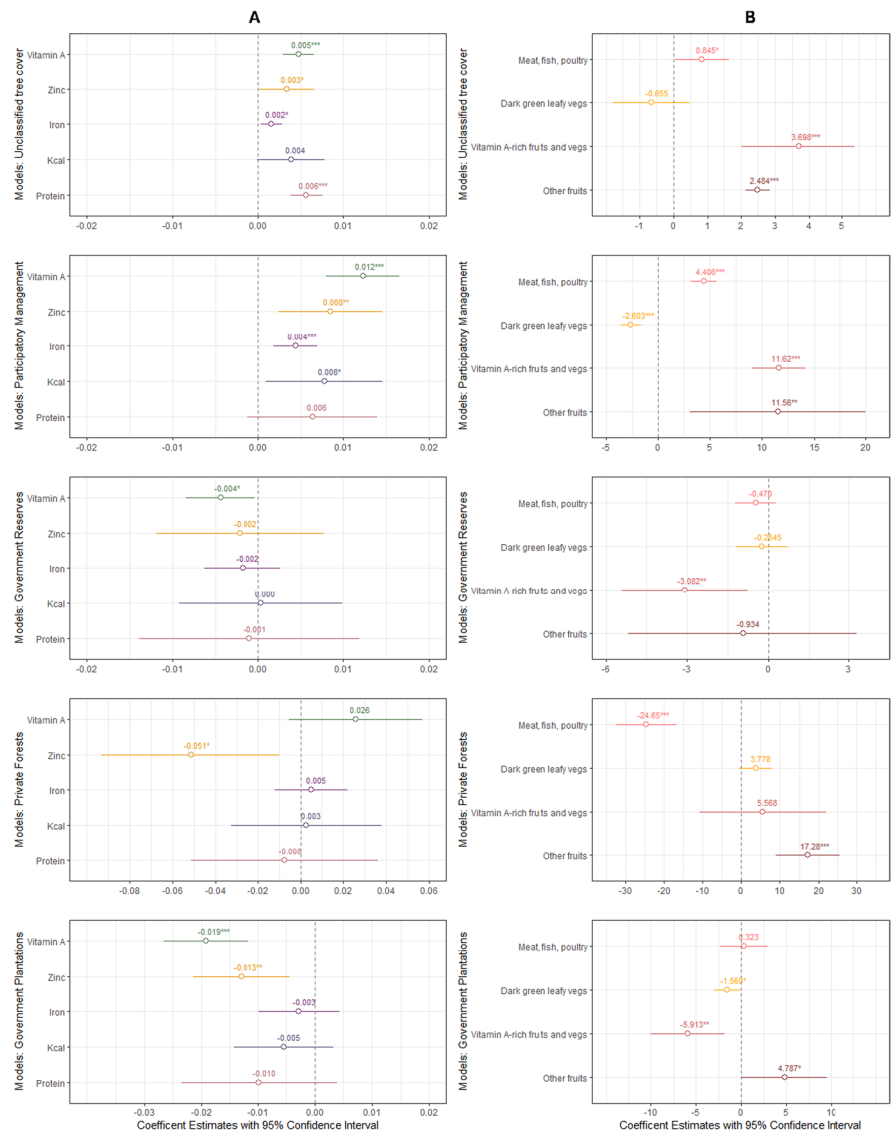 A
B
Models: Unclassified tree cover
Vitamin A
0.005***
Zinc
0.003*
Iron
0.002*
Kcal
0.004
Protein
0.006***
-0.02 -0.01 0.00 0.01 0.02
Models: Unclassified tree cover
Meat, fish, poultry
0.845*
Dark green leafy vegs
-0.655
Vitamin A-rich fruits and vegs
3.698***
Other fruits
2.484***
-1 0 1 2 3 4 5
Models: Participatory Management
Vitamin A
0.012***
Zinc
0.008**
Iron
0.004***
Kcal
0.008*
Protein
0.006
-0.02 -0.01 0.00 0.01 0.02
Models: Participatory Management
Meat, fish, poultry
4.406***
Dark green leafy vegs
-2.603***
Vitamin A-rich fruits and vegs
11.62***
Other fruits
11.56**
-5 0 5 10 15 20
Models: Government Reserves
Vitamin A
-0.004*
Zinc
-0.002
Iron
-0.002
Kcal
0.000
Protein
-0.001
-0.02 -0.01 0.00 0.01 0.02
Models: Government Reserves
Meat, fish, poultry
-0.470
Dark green leafy vegs
-0.2545
Vitamin A-rich fruits and vegs
-3.082**
Other fruits
-0.934
-6 -3 0 3
Models: Private Forests
Vitamin A
0.026
Zinc
-0.051*
Iron
0.005
Kcal
0.003
Protein
-0.008
-0.08 -0.06 -0.04 -0.02 0.00 0.02 0.04 0.06
Models: Private Forests
Meat, fish, poultry
-24.65***
Dark green leafy vegs
3.778
Vitamin A-rich fruits and vegs
5.568
Other fruits
17.28***
-30 -20 -10 0 10 20 30
Models: Government Plantations
Vitamin A
-0.019***
Zinc
-0.013**
Iron
-0.003
Kcal
-0.005
Protein
-0.010
-0.03 -0.02 -0.01 0.00 0.01 0.02
Coefficent Estimates with 95% Confidence Interval
Models: Government Plantations
Meat, fish, poultry
0.323
Dark green leafy vegs
-1.560*
Vitamin A-rich fruits and vegs
-5.913**
Other fruits
4.787*
-10 -5 0 5 10
Coefficent Estimates with 95% Confidence Interval